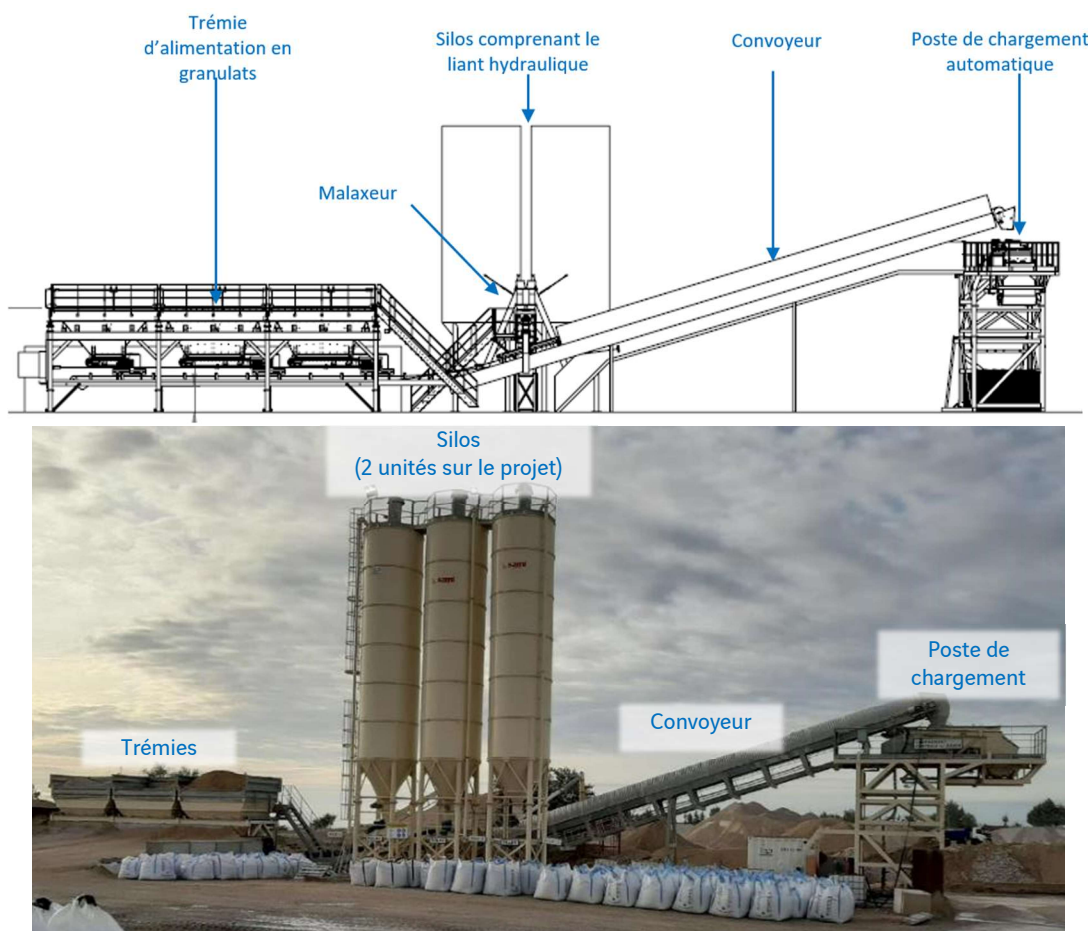 Trémie
d’alimentation en
granulats
Silos comprenant le
liant hydraulique
Convoyeur
Poste de chargement
automatique
Malaxeur
Silos
(2 unités sur le projet)
Poste de
chargement
Convoyeur
Trémies